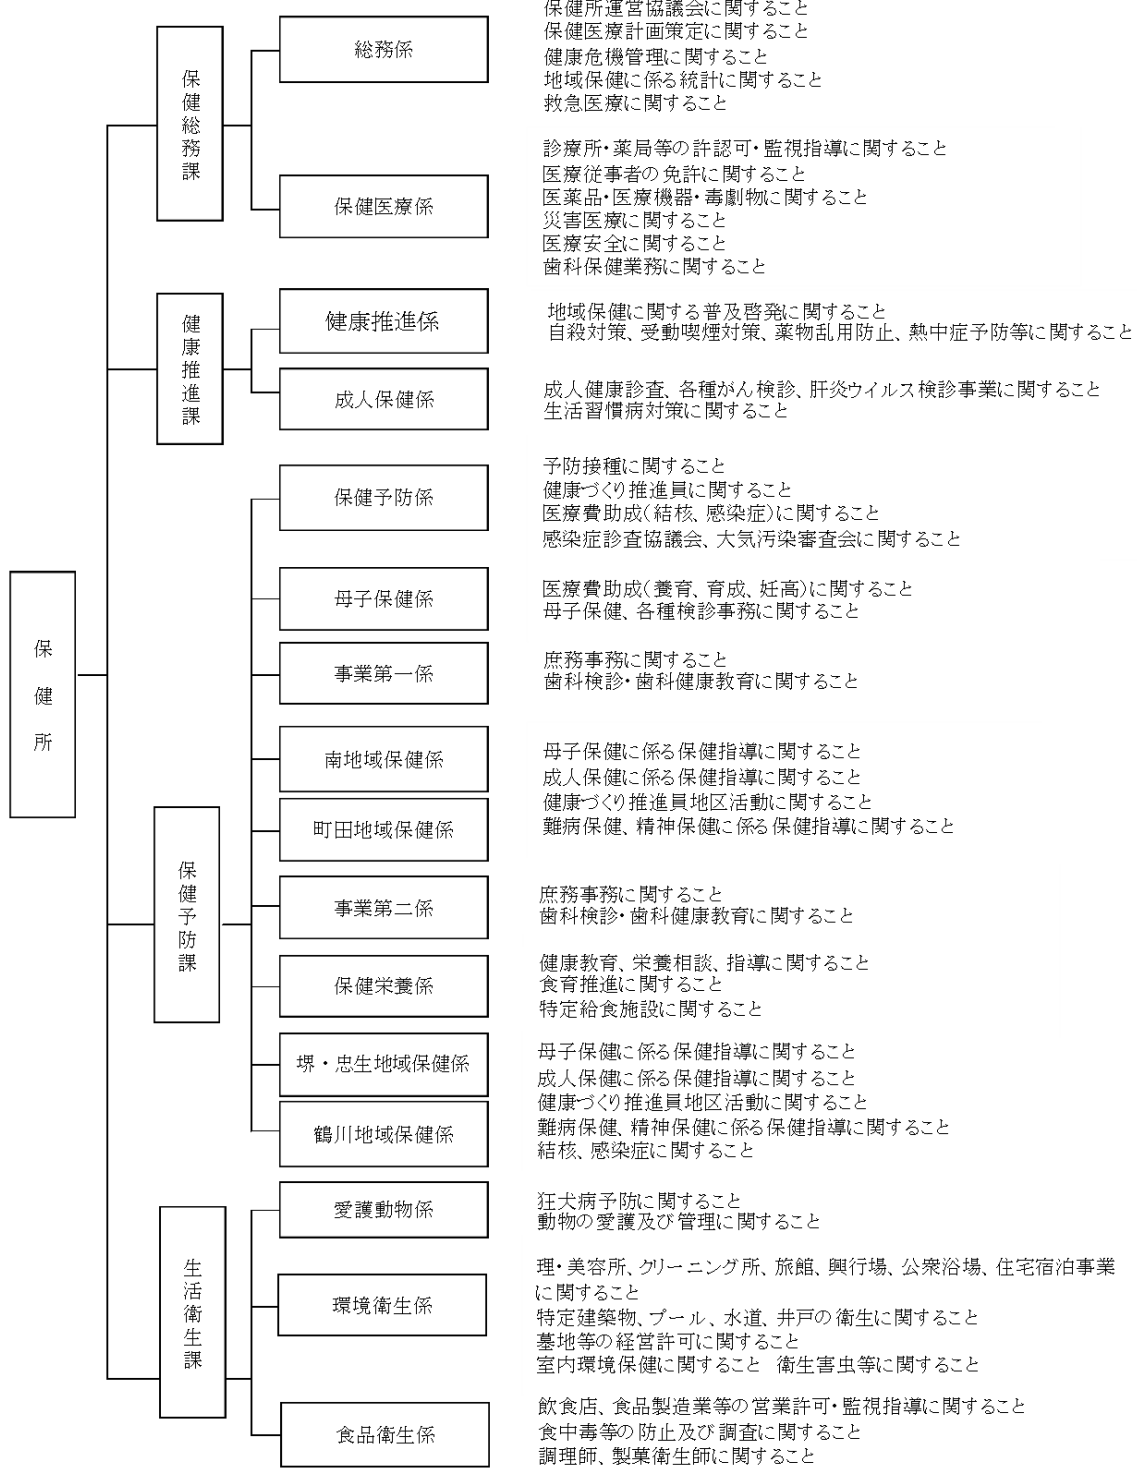 保健所
保健総務課
総務係
保健所運営協議会に関すること
保健医療計画策定に関すること
健康危機管理に関すること
地域保健に係る統計に関すること
救急医療に関すること
保健医療係
診療所・薬局等の許認可・監視指導に関すること
医療従事者の免許に関すること
医薬品・医療機器・毒劇物に関すること
災害医療に関すること
医療安全に関すること
歯科保健業務に関すること
健康推進課
健康推進係
地域保健に関する普及啓発に関すること
自殺対策、受動喫煙対策、薬物乱用防止、熱中症予防等に関すること
成人保健係
成人健康診査、各種がん検診、肝炎ウイルス検診事業に関すること
生活習慣病対策に関すること
保健予防課
保健予防係
予防接種に関すること
健康づくり推進員に関すること
医療費助成（結核、感染症）に関すること
感染症診査協議会、大気汚染審査会に関すること
母子保健係
医療費助成（養育、育成、妊高）に関すること
母子保健、各種検診事務に関すること
事業第一係
庶務事務に関すること
歯科検診・歯科健康教育に関すること
南地域保健係
町田地域保健係
母子保健に係る保健指導に関すること
成人保健に係る保健指導に関すること
健康づくり推進員地区活動に関すること
難病保健、精神保健に係る保健指導に関すること
事業第二係
庶務事務に関すること
歯科検診・歯科健康教育に関すること
保健栄養係
健康教育、栄養相談、指導に関すること
食育推進に関すること
特定給食施設に関すること
堺・忠生地域保健係
鶴川地域保健係
母子保健に係る保健指導に関すること
成人保健に係る保健指導に関すること
健康づくり推進員地区活動に関すること
難病保健、精神保健に係る保健指導に関すること
結核、感染症に関すること
生活衛生課
愛護動物係
狂犬病予防に関すること
動物の愛護及び管理に関すること
環境衛生係
理・美容所、クリーニング所、旅館、興行場、公衆浴場、住宅宿泊事業
に関すること
特定建築物、プール、水道、井戸の衛生に関すること
墓地等の経営許可に関すること
室内環境保健に関すること　衛生害虫等に関すること
食品衛生係
飲食店、食品製造業等の営業許可・監視指導に関すること
食中毒等の防止及び調査に関すること
調理師、製菓衛生師に関すること